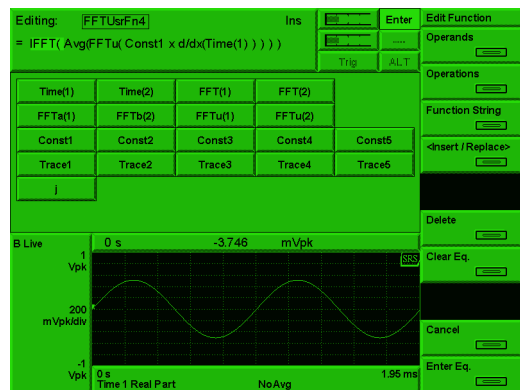 Editing: FFTUsrFn4 Ins
= IFFT( Avg(FFTu( Const1 x d/dx(Time(1) ) ) ) )
Enter
.....
Trig ALT
Edit Function
Operands
Operations
Function String
<Insert / Replace>
Delete
Clear Eq.
Cancel
Enter Eq.
Time(1) Time(2) FFT(1) FFT(2)
FFTa(1) FFTb(2) FFTu(1) FFTu(2)
Const1 Const2 Const3 Const4 Const5
Trace1 Trace2 Trace3 Trace4 Trace5
j
B Live 0 s -3.746 mVpk
1
Vpk
SRS
200
mVpk/div
-1
Vpk
0 s 1.95 ms
Time 1 Real Part NoAvg